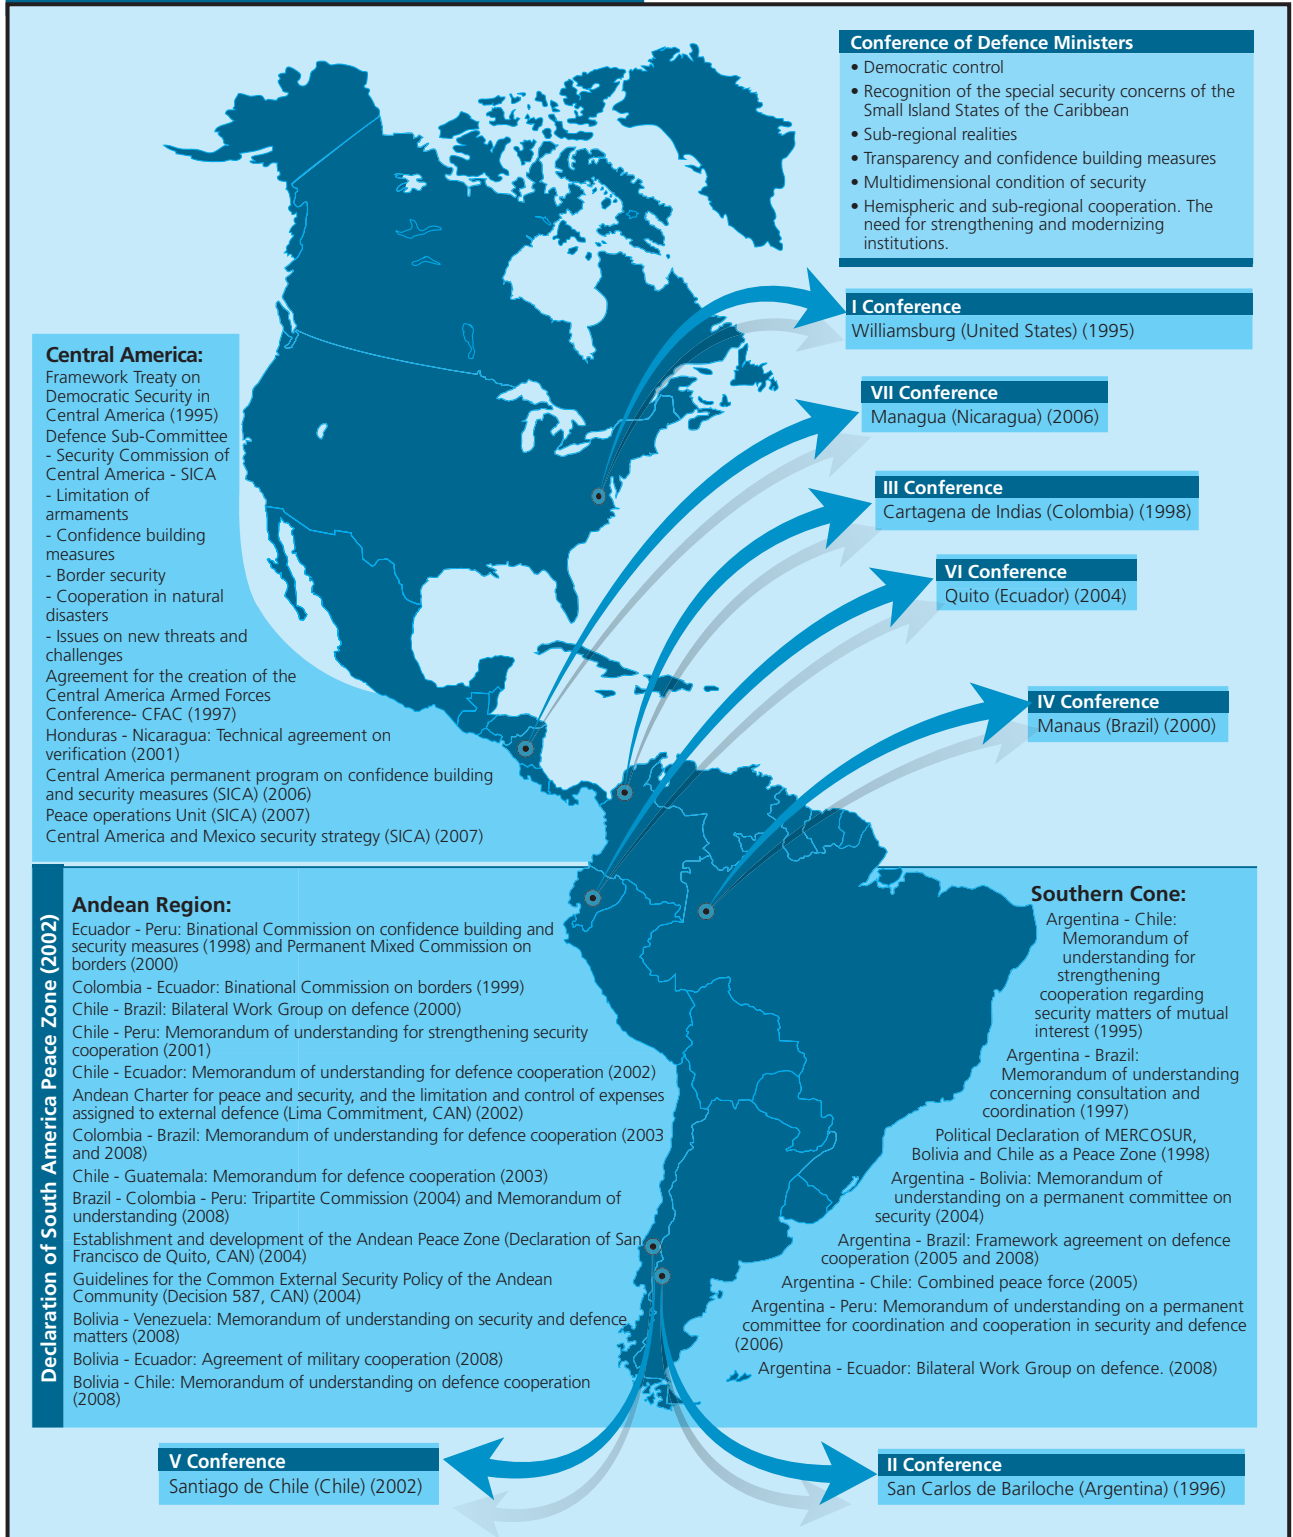 Conference of Defence Ministers
• Democratic control
• Recognition of the special security concerns of the
Small Island States of the Caribbean
• Sub-regional realities
• Transparency and confidence building measures
• Multidimensional condition of security
• Hemispheric and sub-regional cooperation. The
need for strengthening and modernizing
institutions.
I Conference
Williamsburg (United States) (1995)
VII Conference
Managua (Nicaragua) (2006)
III Conference
Cartagena de Indias (Colombia) (1998)
VI Conference
Quito (Ecuador) (2004)
IV Conference
Manaus (Brazil) (2000)
Central America:
Framework Treaty on
Democratic Security in
Central America (1995)
Defence Sub-Committee
- Security Commission of
Central America - SICA
- Limitation of
armaments
- Confidence building
measures
- Border security
- Cooperation in natural
disasters
- Issues on new threats and
challenges
Agreement for the creation of the
Central America Armed Forces
Conference- CFAC (1997)
Honduras - Nicaragua: Technical agreement on
verification (2001)
Central America permanent program on confidence building
and security measures (SICA) (2006)
Peace operations Unit (SICA) (2007)
Central America and Mexico security strategy (SICA) (2007)
Declaration of South America Peace Zone (2002)
Andean Region:
Ecuador - Peru: Binational Commission on confidence building and
security measures (1998) and Permanent Mixed Commission on
borders (2000)
Colombia - Ecuador: Binational Commission on borders (1999)
Chile - Brazil: Bilateral Work Group on defence (2000)
Chile - Peru: Memorandum of understanding for strengthening security
cooperation (2001)
Chile - Ecuador: Memorandum of understanding for defence cooperation (2002)
Andean Charter for peace and security, and the limitation and control of expenses
assigned to external defence (Lima Commitment, CAN) (2002)
Colombia - Brazil: Memorandum of understanding for defence cooperation (2003
and 2008)
Chile - Guatemala: Memorandum for defence cooperation (2003)
Brazil - Colombia - Peru: Tripartite Commission (2004) and Memorandum of
understanding (2008)
Establishment and development of the Andean Peace Zone (Declaration of San
Francisco de Quito, CAN) (2004)
Guidelines for the Common External Security Policy of the Andean
Community (Decision 587, CAN) (2004)
Bolivia - Venezuela: Memorandum of understanding on security and defence
matters (2008)
Bolivia - Ecuador: Agreement of military cooperation (2008)
Bolivia - Chile: Memorandum of understanding on defence cooperation
(2008)
Southern Cone:
Argentina - Chile:
Memorandum of
understanding for
strengthening
cooperation regarding
security matters of mutual
interest (1995)
Argentina - Brazil:
Memorandum of understanding
concerning consultation and
coordination (1997)
Political Declaration of MERCOSUR,
Bolivia and Chile as a Peace Zone (1998)
Argentina - Bolivia: Memorandum of
understanding on a permanent committee on
security (2004)
Argentina - Brazil: Framework agreement on defence
cooperation (2005 and 2008)
Argentina - Chile: Combined peace force (2005)
Argentina - Peru: Memorandum of understanding on a permanent
committee for coordination and cooperation in security and defence
(2006)
Argentina - Ecuador: Bilateral Work Group on defence. (2008)
V Conference
Santiago de Chile (Chile) (2002)
II Conference
San Carlos de Bariloche (Argentina) (1996)